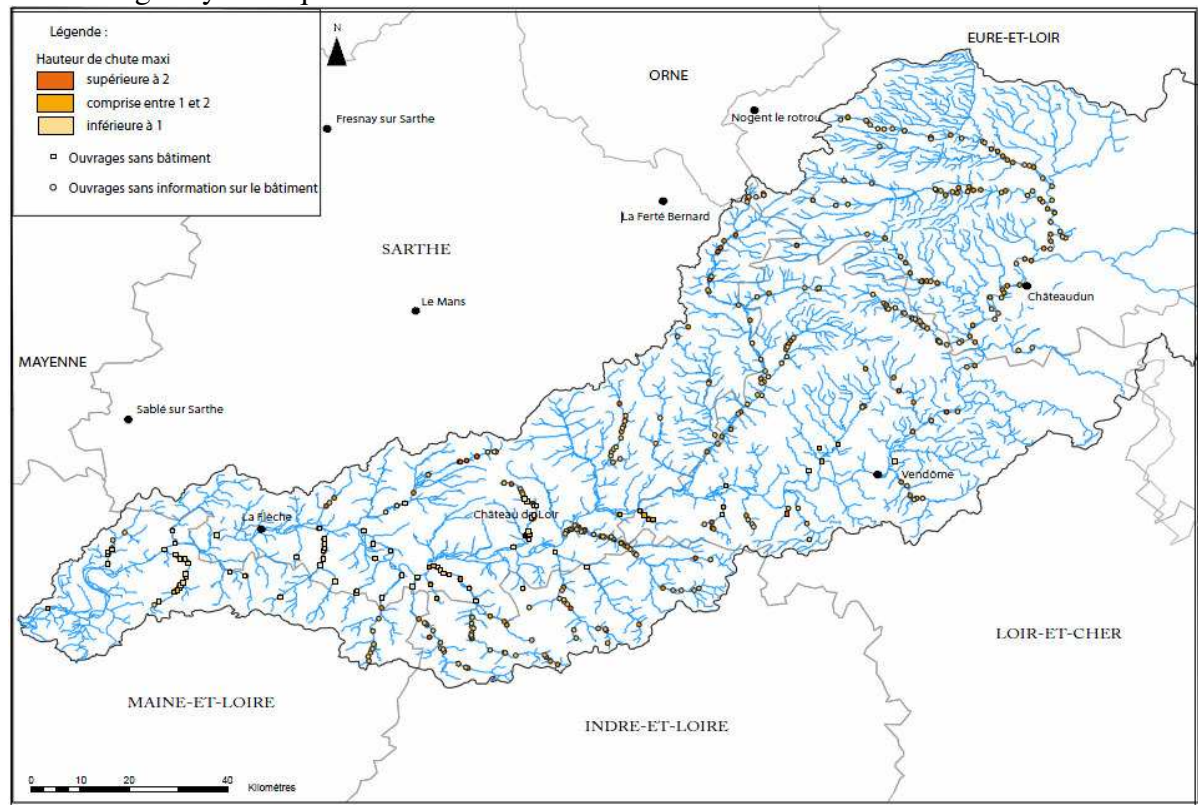 Légende :
Hauteur de chute maxi
supérieure à 2
comprise entre 1 et 2
inférieure à 1
Ouvrages sans bâtiment
Ouvrages sans information sur le bâtiment
N
EURE-ET-LOIR
ORNE
Nogent le rotrou
Fresnay sur Sarthe
La Ferté Bernard
SARTHE
Châteaudun
Le Mans
MAYENNE
Sablé sur Sarthe
Vendôme
Château du Loir
La Flèche
LOIR-ET-CHER
MAINE-ET-LOIRE
INDRE-ET-LOIRE
0 10 20 40
Kilomètres